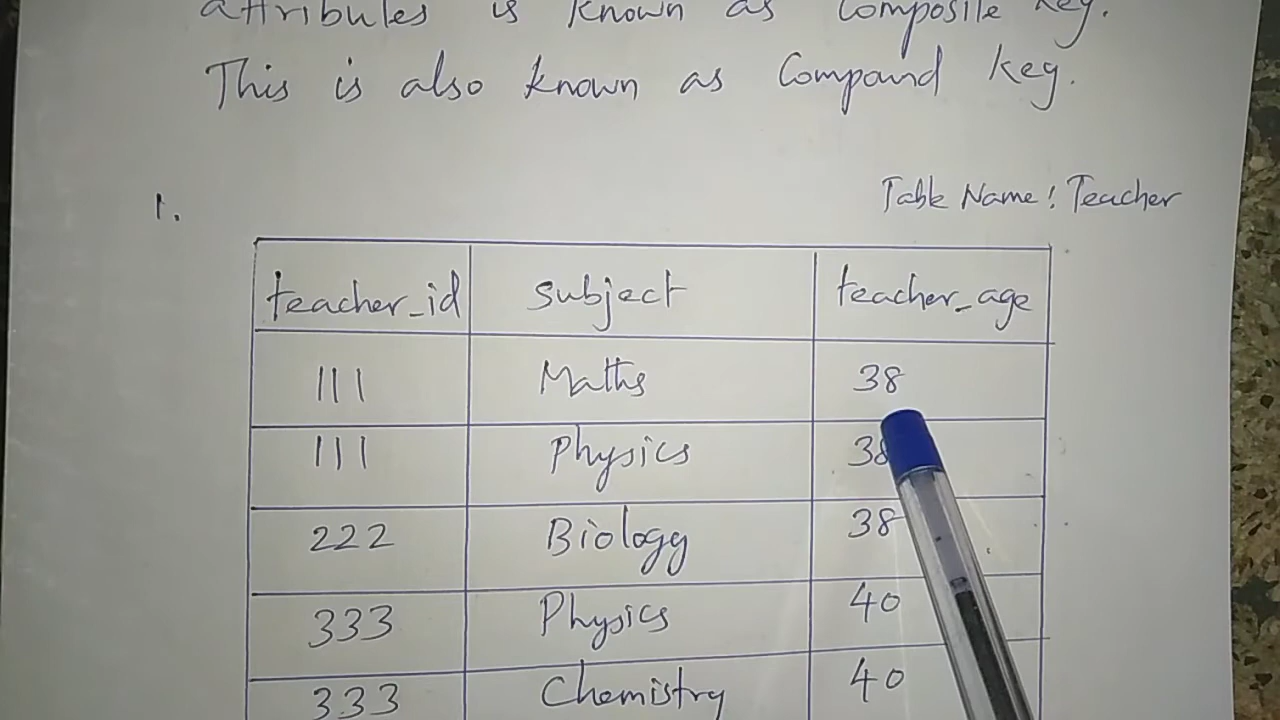 attributes is known as Composite Key.
This is also known as Compound Key.
1.
Table Name: Teacher
teacher_id subject teacher_age
111 Maths 38
111 Physics 38
222 Biology 38
333 Physics 40
333 Chemistry 40